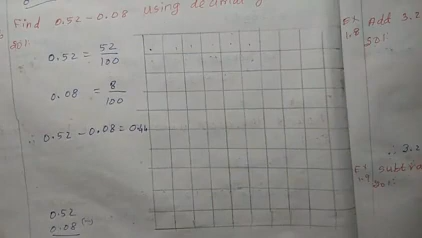 Find 0.52 - 0.08 using decimal
Sol:
0.52 = 52/100
0.08 = 8/100
∴ 0.52 - 0.08 = 0.44
0.52
0.08 (-)
Ex
1.8
Add 3.2
Sol:
∴ 3.2
Ex
1.9
Subtra
Sol: